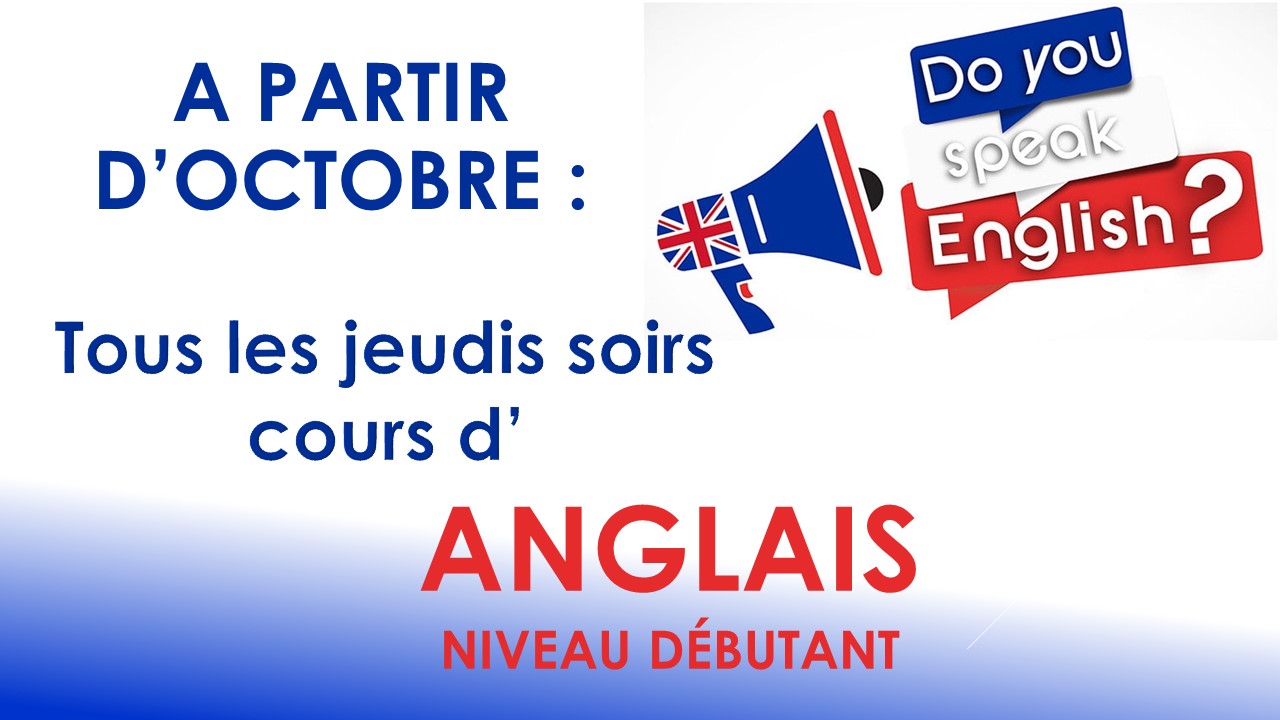 A PARTIR
D’OCTOBRE :
Do you
speak
English?
Tous les jeudis soirs
cours d’
ANGLAIS
NIVEAU DÉBUTANT